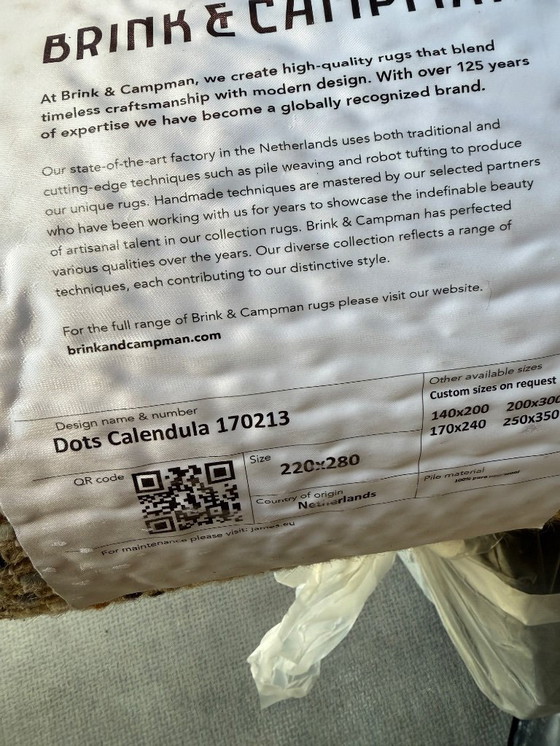 BRINK & CAMPMAN
At Brink & Campman, we create high-quality rugs that blend
timeless craftsmanship with modern design. With over 125 years
of expertise we have become a globally recognized brand.
Our state-of-the-art factory in the Netherlands uses both traditional and
cutting-edge techniques such as pile weaving and robot tufting to produce
our unique rugs. Handmade techniques are mastered by our selected partners
who have been working with us for years to showcase the indefinable beauty
of artisanal talent in our collection rugs. Brink & Campman has perfected
various qualities over the years. Our diverse collection reflects a range of
techniques, each contributing to our distinctive style.
For the full range of Brink & Campman rugs please visit our website.
brinkandcampman.com
Design name & number
Dots Calendula 170213
Other available sizes
Custom sizes on request
140x200 200x300
170x240 250x350
QR code
Size
220x280
Country of origin
Netherlands
Pile material
For maintenance please visit: